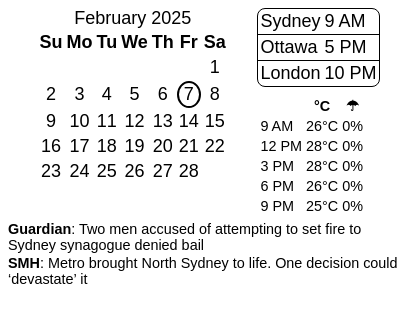 February 2025
Su Mo Tu We Th Fr Sa
1
2 3 4 5 6 7 8
9 10 11 12 13 14 15
16 17 18 19 20 21 22
23 24 25 26 27 28
Sydney 9 AM
Ottawa 5 PM
London 10 PM
°C ☂
9 AM 26°C 0%
12 PM 28°C 0%
3 PM 28°C 0%
6 PM 26°C 0%
9 PM 25°C 0%
Guardian: Two men accused of attempting to set fire to
Sydney synagogue denied bail
SMH: Metro brought North Sydney to life. One decision could
‘devastate’ it